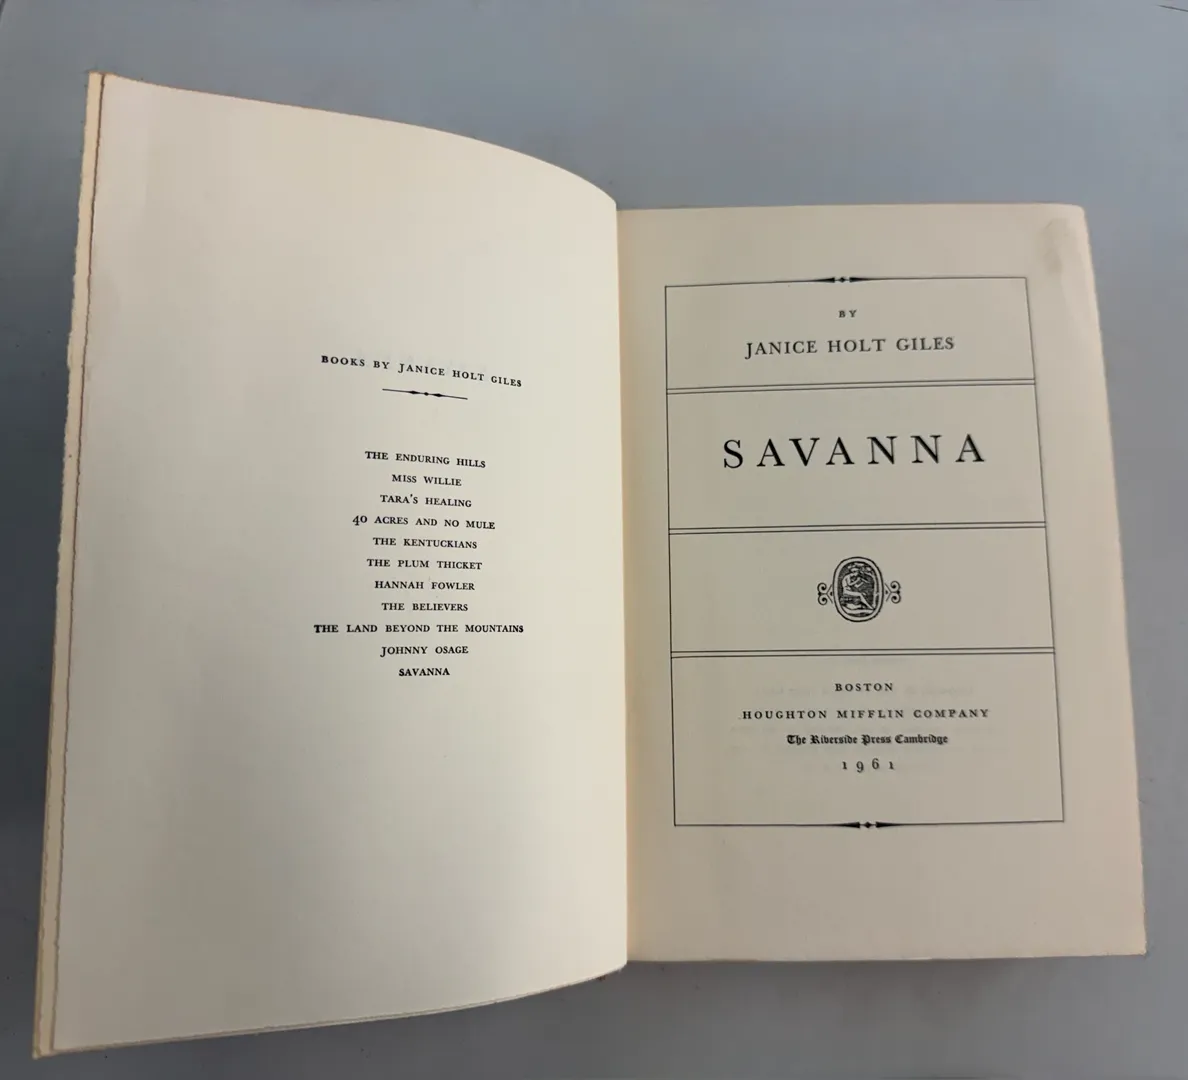 BOOKS BY JANICE HOLT GILES
THE ENDURING HILLS
MISS WILLIE
TARA'S HEALING
40 ACRES AND NO MULE
THE KENTUCKIANS
THE PLUM THICKET
HANNAH FOWLER
THE BELIEVERS
THE LAND BEYOND THE MOUNTAINS
JOHNNY OSAGE
SAVANNA
BY
JANICE HOLT GILES
SAVANNA
BOSTON
HOUGHTON MIFFLIN COMPANY
The Riverside Press Cambridge
1961